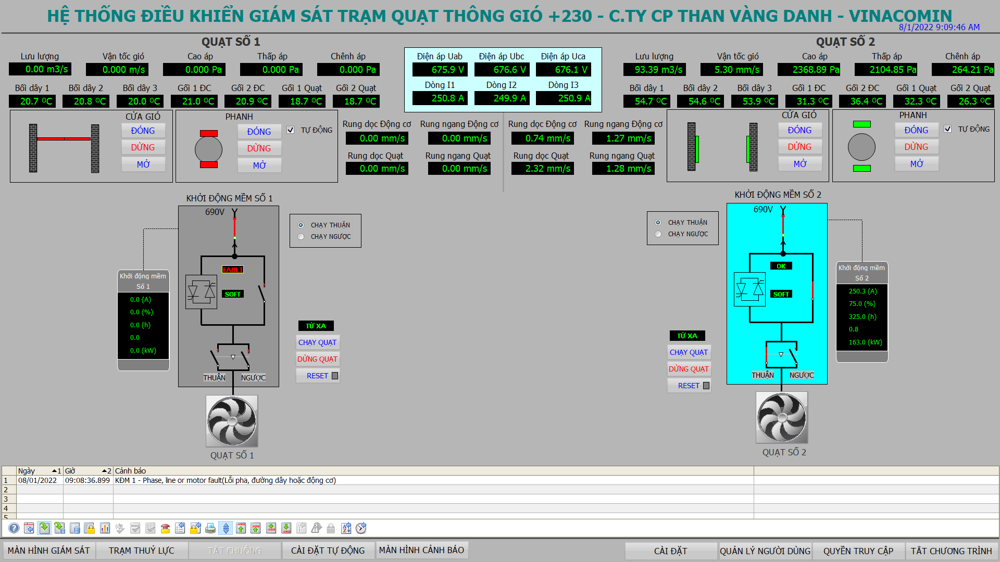 HỆ THỐNG ĐIỀU KHIỂN GIÁM SÁT TRẠM QUẠT THÔNG GIÓ +230 - C.TY CP THAN VÀNG DANH - VINACOMIN
8/1/2022 9:09:46 AM
QUẠT SỐ 1
QUẠT SỐ 2
Lưu lượng Vận tốc gió Cao áp Thấp áp Chênh áp
0.00 m3/s 0.000 m/s 0.000 Pa 0.000 Pa 0.000 Pa
Bối dây 1 Bối dây 2 Bối dây 3 Gối 1 ĐC Gối 2 ĐC Gối 1 Quạt Gối 2 Quạt
20.7 ºC 20.8 ºC 20.0 ºC 21.0 ºC 20.9 ºC 18.7 ºC 18.7 ºC
Điện áp Uab Điện áp Ubc Điện áp Uca
675.9 V 676.6 V 676.1 V
Dòng I1 Dòng I2 Dòng I3
250.8 A 249.9 A 250.9 A
Lưu lượng Vận tốc gió Cao áp Thấp áp Chênh áp
93.39 m3/s 5.30 mm/s 2368.89 Pa 2104.85 Pa 264.21 Pa
Bối dây 1 Bối dây 2 Bối dây 3 Gối 1 ĐC Gối 2 ĐC Gối 1 Quạt Gối 2 Quạt
54.7 ºC 54.6 ºC 53.9 ºC 31.3 ºC 36.4 ºC 32.3 ºC 26.3 ºC
CỬA GIÓ
ĐÓNG
DỪNG
MỞ
PHANH
ĐÓNG
DỪNG
MỞ
TỰ ĐỘNG
Rung dọc Động cơ Rung ngang Động cơ
0.00 mm/s 0.00 mm/s
Rung dọc Quạt Rung ngang Quạt
0.00 mm/s 0.00 mm/s
Rung dọc Động cơ Rung ngang Động cơ
0.74 mm/s 1.27 mm/s
Rung dọc Quạt Rung ngang Quạt
2.32 mm/s 1.28 mm/s
CỬA GIÓ
ĐÓNG
DỪNG
MỞ
PHANH
ĐÓNG
DỪNG
MỞ
TỰ ĐỘNG
KHỞI ĐỘNG MỀM SỐ 1
690V
FAULT
SOFT
THUẬN NGƯỢC
QUẠT SỐ 1
CHẠY THUẬN
CHẠY NGƯỢC
Khởi động mềm
Số 1
0.0 (A)
0.0 (%)
0.0 (h)
0.0
0.0 (kW)
TỪ XA
CHẠY QUẠT
DỪNG QUẠT
RESET
KHỞI ĐỘNG MỀM SỐ 2
690V
OK
SOFT
THUẬN NGƯỢC
QUẠT SỐ 2
CHẠY THUẬN
CHẠY NGƯỢC
Khởi động mềm
Số 2
250.3 (A)
75.0 (%)
325.0 (h)
0.8
163.0 (kW)
TỪ XA
CHẠY QUẠT
DỪNG QUẠT
RESET
Ngày 1 Giờ 2 Cảnh báo
1 08/01/2022 09:08:36.899 KĐM 1 - Phase, line or motor fault(Lỗi pha, đường dây hoặc động cơ)
2
3
4
5
MÀN HÌNH GIÁM SÁT TRẠM THUỶ LỰC TẮT CHUÔNG CÀI ĐẶT TỰ ĐỘNG MÀN HÌNH CẢNH BÁO CÀI ĐẶT QUẢN LÝ NGƯỜI DÙNG QUYỀN TRUY CẬP TẮT CHƯƠNG TRÌNH